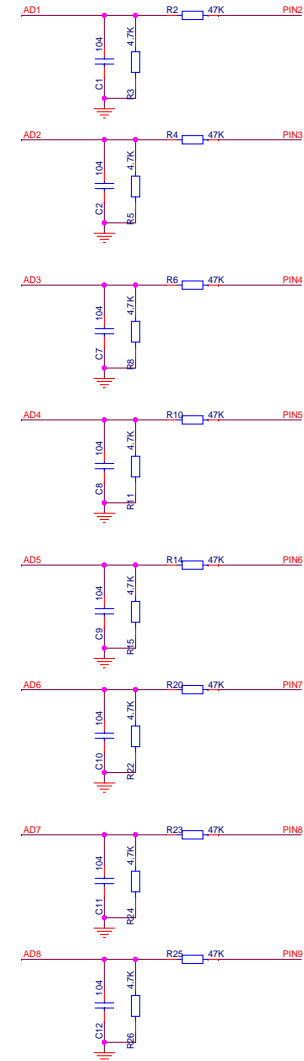 AD1 R2 47K PIN2
104 4.7K
C1 R3
AD2 R4 47K PIN3
104 4.7K
C2 R5
AD3 R6 47K PIN4
104 4.7K
C7 R8
AD4 R10 47K PIN5
104 4.7K
C8 R11
AD5 R14 47K PIN6
104 4.7K
C9 R15
AD6 R20 47K PIN7
104 4.7K
C10 R22
AD7 R23 47K PIN8
104 4.7K
C11 R24
AD8 R25 47K PIN9
104 4.7K
C12 R26